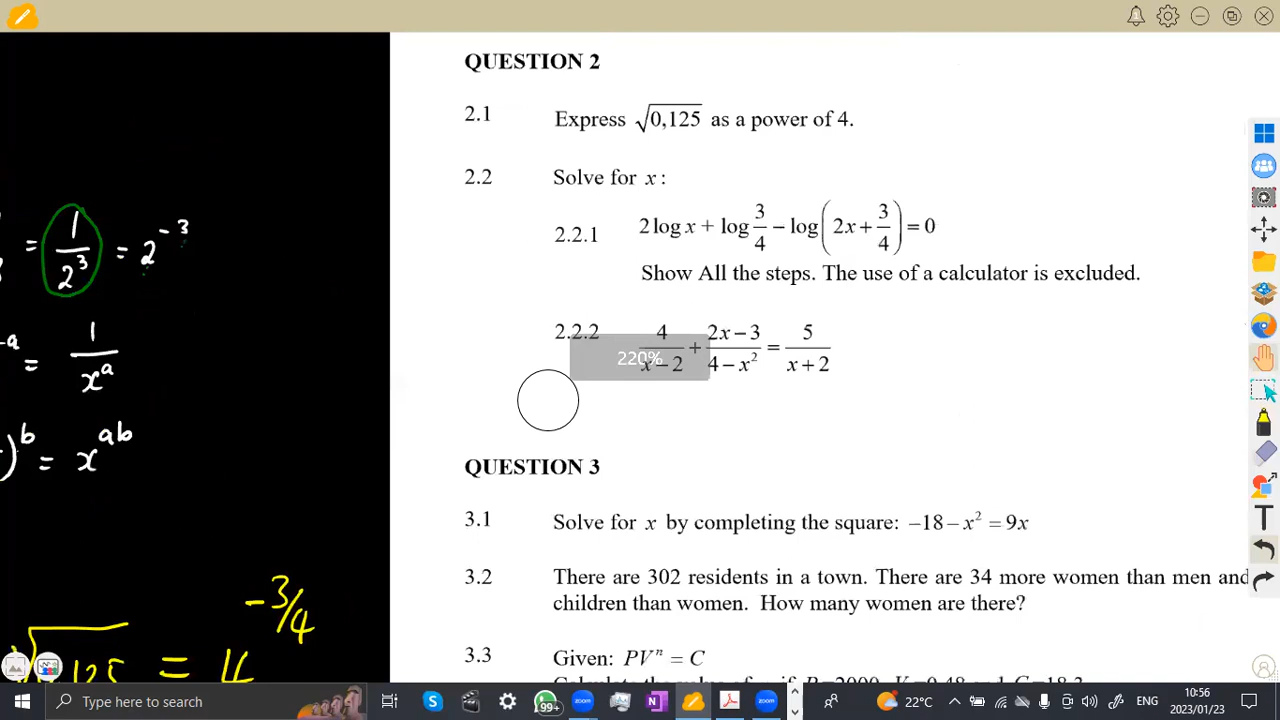 QUESTION 2
2.1 Express √0,125 as a power of 4.
2.2 Solve for x:
2.2.1 2 log x + log 3/4 − log(2x + 3/4) = 0
Show All the steps. The use of a calculator is excluded.
2.2.2 4/(x − 2) + (2x − 3)/(4 − x²) = 5/(x + 2)
220%
QUESTION 3
3.1 Solve for x by completing the square: −18 − x² = 9x
3.2 There are 302 residents in a town. There are 34 more women than men and
children than women. How many women are there?
3.3 Given: PVⁿ = C
= 1/2³ = 2⁻³
-a = 1/xᵃ
)ᵇ = xᵃᵇ
125 = 4^(-3/4)
Type here to search
99+
22°C
ENG
10:56
2023/01/23